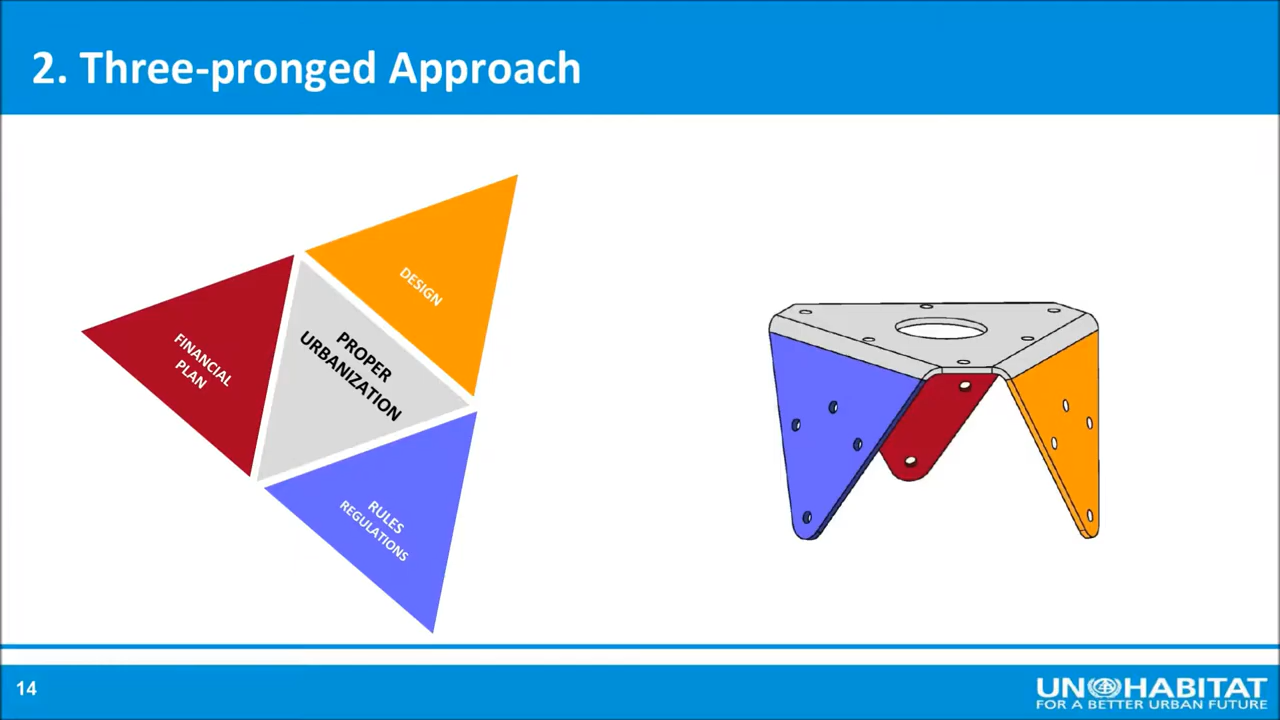 2. Three-pronged Approach
DESIGN
FINANCIAL
PLAN
PROPER
URBANIZATION
RULES
REGULATIONS
14
UN HABITAT
FOR A BETTER URBAN FUTURE